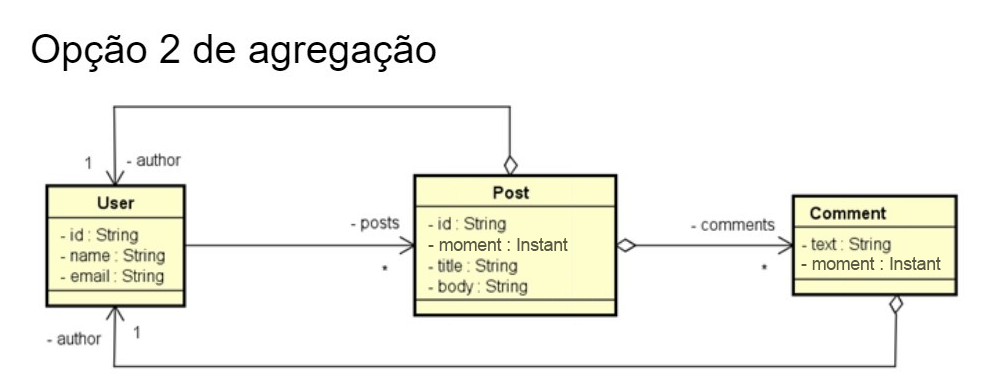 Opção 2 de agregação
1
- author
User
- id : String
- name : String
- email : String
- posts
*
Post
- id : String
- moment : Instant
- title : String
- body : String
- comments
*
Comment
- text : String
- moment : Instant
- author
1